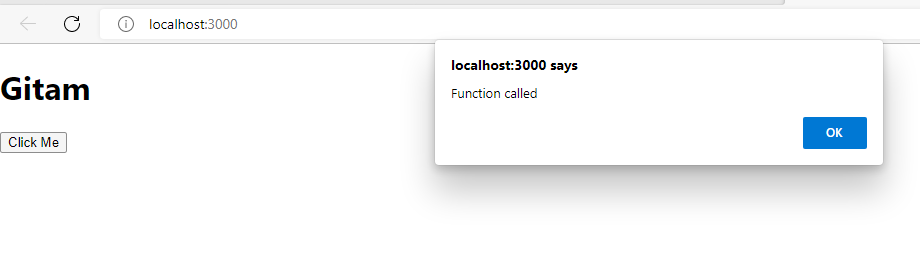 localhost:3000
localhost:3000 says
Function called
OK
Gitam
Click Me